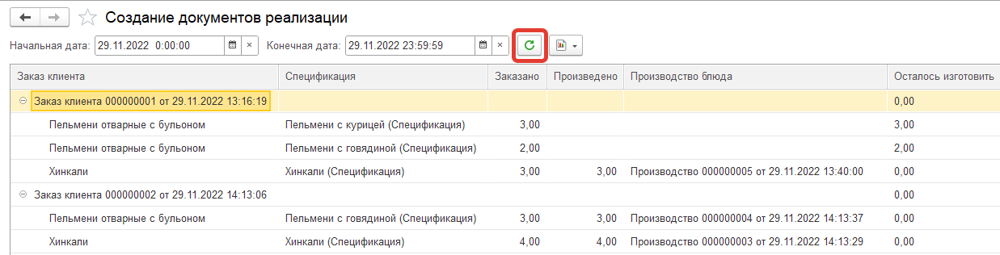 Создание документов реализации
Начальная дата: 29.11.2022 0:00:00 × Конечная дата: 29.11.2022 23:59:59 ×
Заказ клиента Спецификация Заказано Произведено Производство блюда Осталось изготовить
Заказ клиента 000000001 от 29.11.2022 13:16:19 0,00
Пельмени отварные с бульоном Пельмени с курицей (Спецификация) 3,00 3,00
Пельмени отварные с бульоном Пельмени с говядиной (Спецификация) 2,00 2,00
Хинкали Хинкали (Спецификация) 3,00 3,00 Производство 000000005 от 29.11.2022 13:40:00 0,00
Заказ клиента 000000002 от 29.11.2022 14:13:06 0,00
Пельмени отварные с бульоном Пельмени с говядиной (Спецификация) 3,00 3,00 Производство 000000004 от 29.11.2022 14:13:37 0,00
Хинкали Хинкали (Спецификация) 4,00 4,00 Производство 000000003 от 29.11.2022 14:13:29 0,00